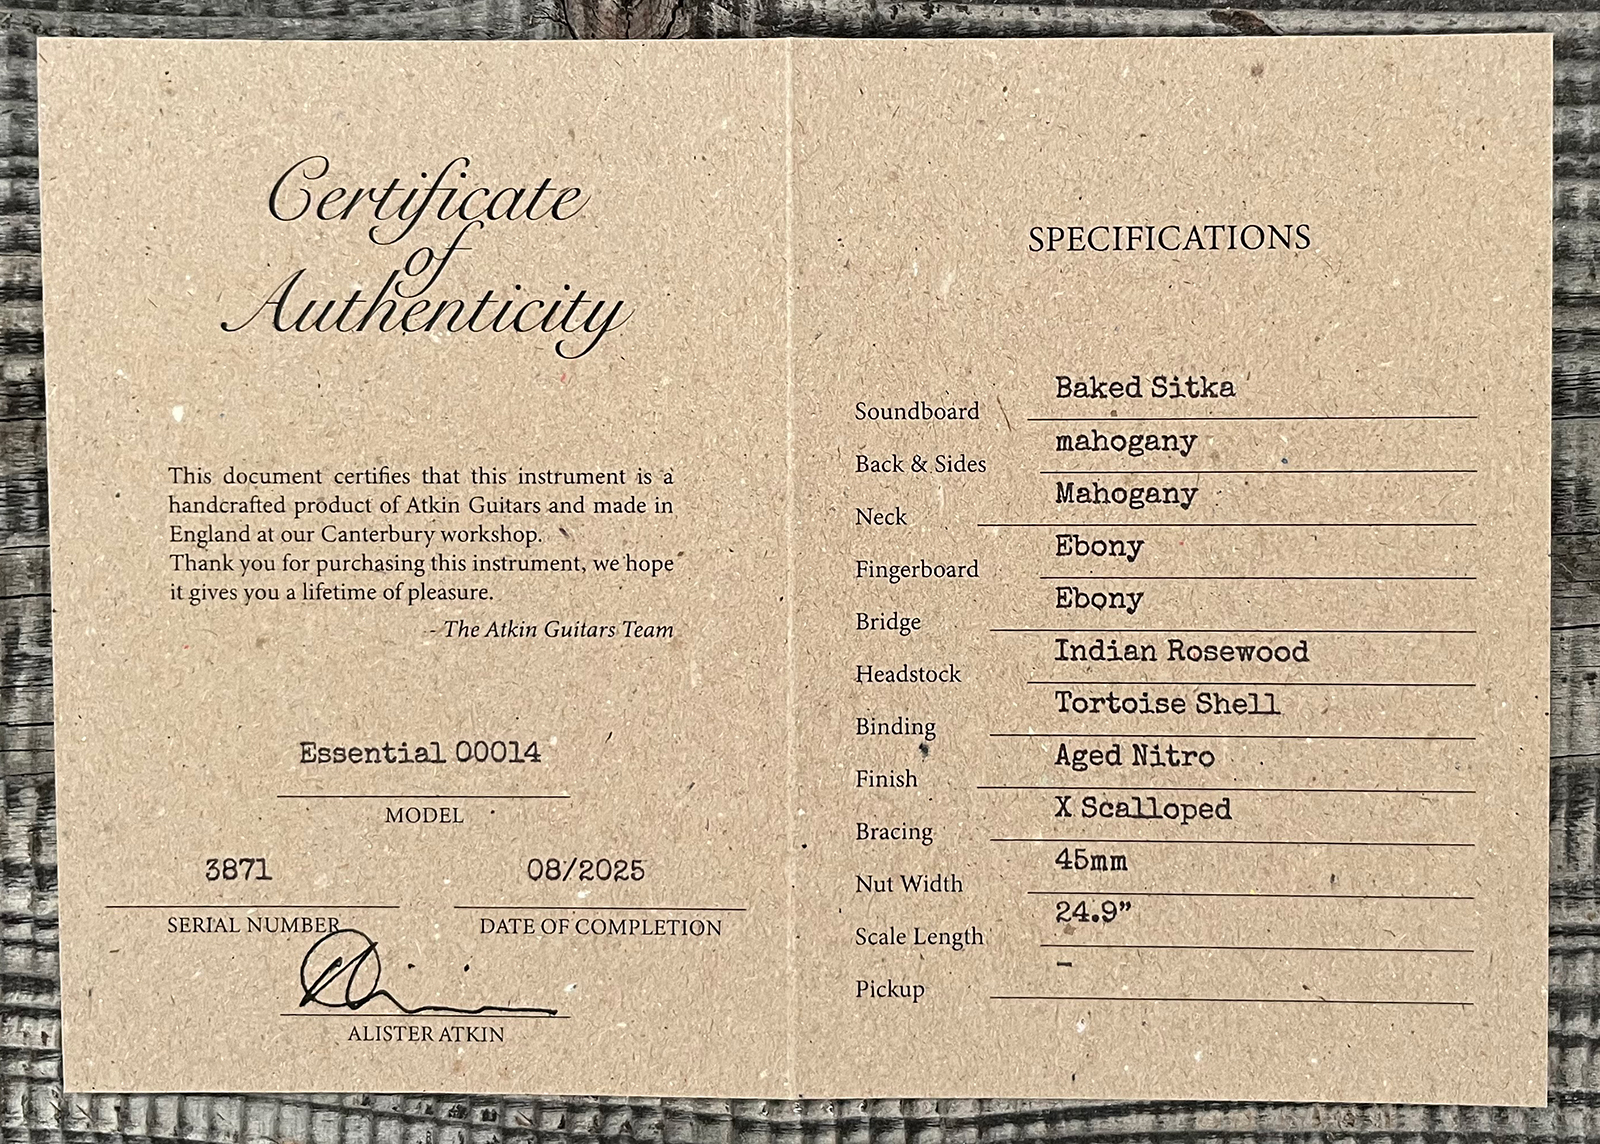 Certificate
of
Authenticity
This document certifies that this instrument is a
handcrafted product of Atkin Guitars and made in
England at our Canterbury workshop.
Thank you for purchasing this instrument, we hope
it gives you a lifetime of pleasure.
- The Atkin Guitars Team
Essential 00014
MODEL
3871
SERIAL NUMBER
08/2025
DATE OF COMPLETION
ALISTER ATKIN
SPECIFICATIONS
Soundboard Baked Sitka
Back & Sides mahogany
Neck Mahogany
Fingerboard Ebony
Bridge Ebony
Headstock Indian Rosewood
Binding Tortoise Shell
Finish Aged Nitro
Bracing X Scalloped
Nut Width 45mm
Scale Length 24.9”
Pickup –